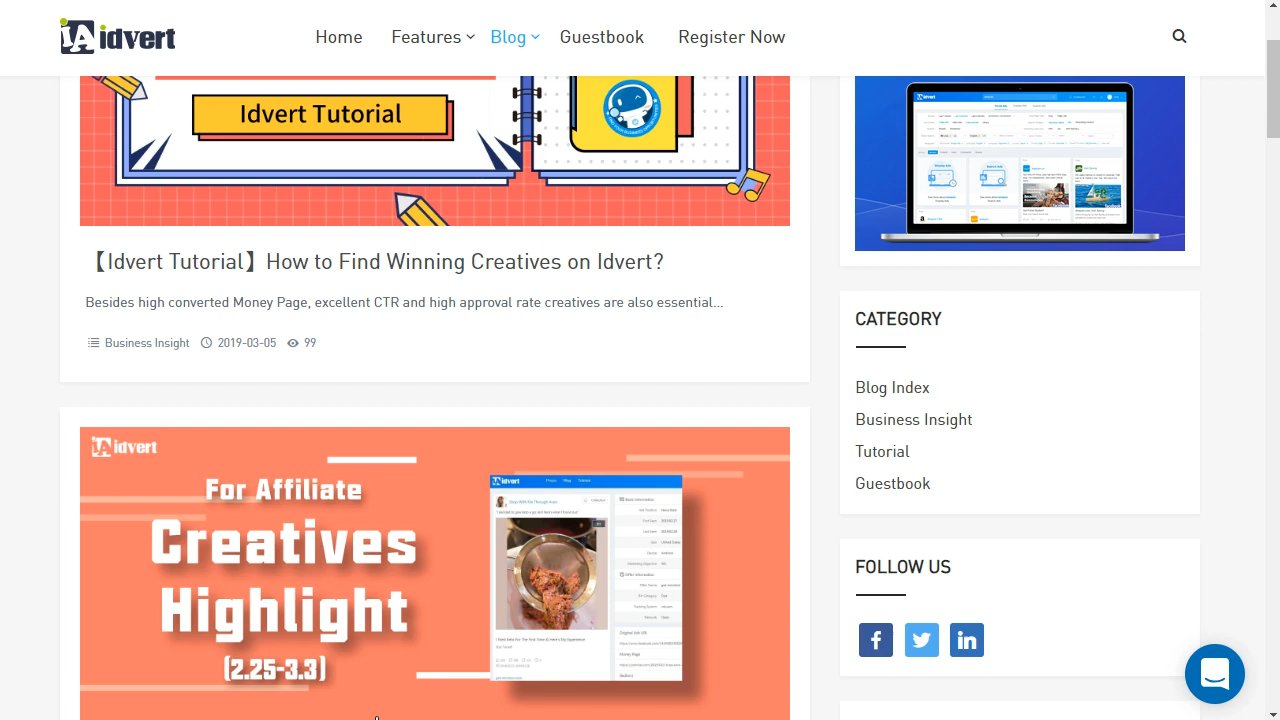 idvert
Home
Features
Blog
Guestbook
Register Now
Idvert Tutorial
【Idvert Tutorial】How to Find Winning Creatives on Idvert?
Besides high converted Money Page, excellent CTR and high approval rate creatives are also essential...
Business Insight
2019-03-05
99
idvert
For Affiliate
Creatives
Highlight
(2.25-3.3)
idvert
CATEGORY
Blog Index
Business Insight
Tutorial
Guestbook
FOLLOW US